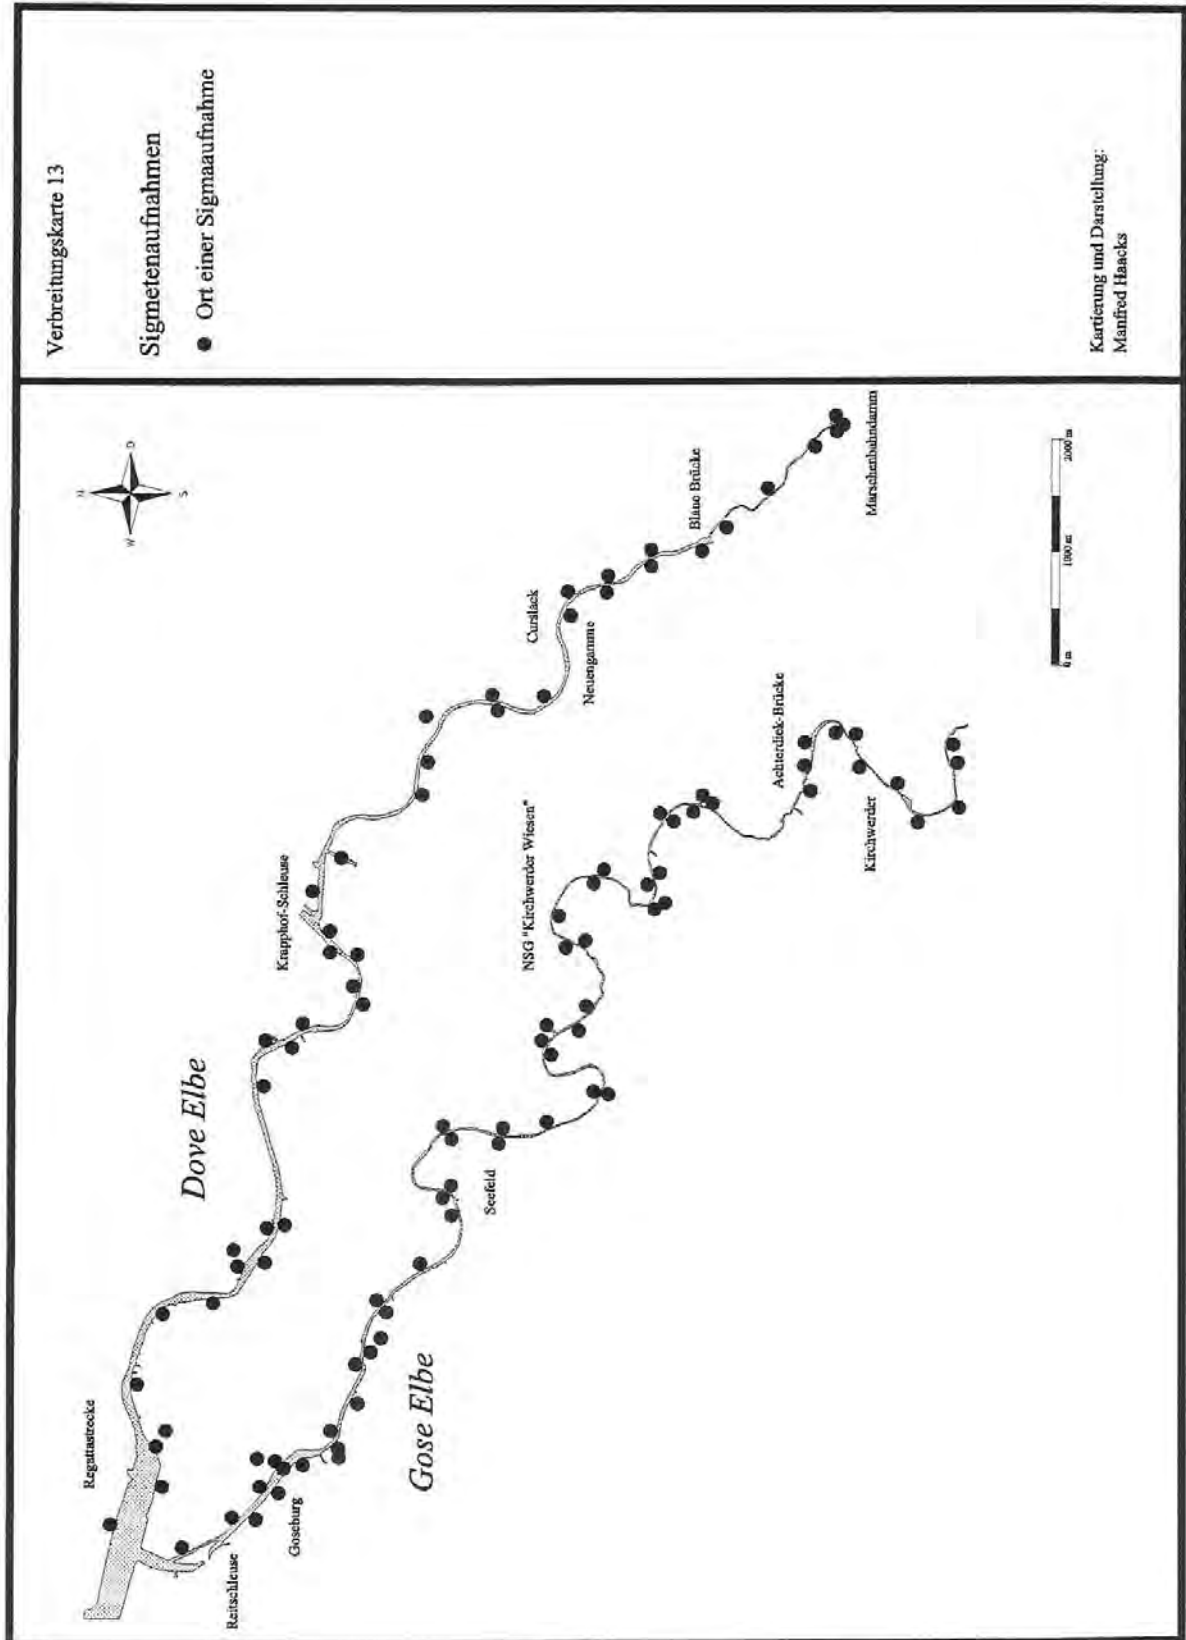 Verbreitungskarte 13
Sigmetenaufnahmen
● Ort einer Sigmaaufnahme
Kartierung und Darstellung:
Manfred Haacks
N
W
O
S
Regattastrecke
Reitschleuse
Goseburg
Dove Elbe
Gose Elbe
Krapphof-Schleuse
Seefeld
NSG "Kirchwerder Wiesen"
Curslack
Neuengamme
Blaue Brücke
Marschenbahndamm
Achterdiek-Brücke
Kirchwerder
0 m
1000 m
2000 m